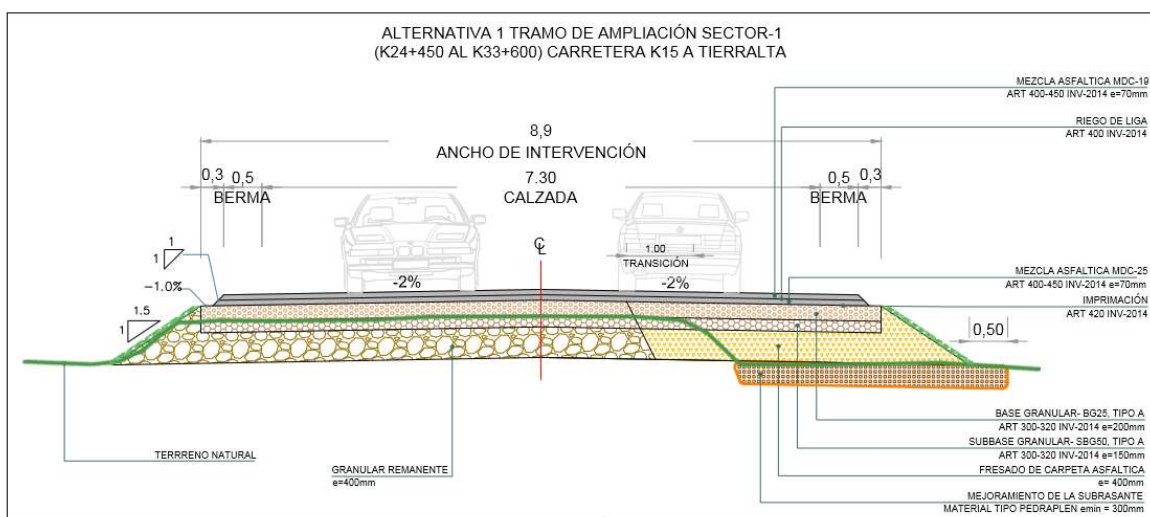 ALTERNATIVA 1 TRAMO DE AMPLIACIÓN SECTOR-1
(K24+450 AL K33+600) CARRETERA K15 A TIERRALTA
MEZCLA ASFALTICA MDC-19
ART 400-450 INV-2014 e=70mm
RIEGO DE LIGA
ART 400 INV-2014
8,9
ANCHO DE INTERVENCIÓN
0,3 0,5 7.30 0,5 0,3
BERMA CALZADA BERMA
1
1
℄
1.00
TRANSICIÓN
-2% -2%
−1.0%
MEZCLA ASFALTICA MDC-25
ART 400-450 INV-2014 e=70mm
IMPRIMACIÓN
ART 420 INV-2014
1.5
1
0,50
BASE GRANULAR- BG25, TIPO A
ART 300-320 INV-2014 e=200mm
SUBBASE GRANULAR- SBG50, TIPO A
ART 300-320 INV-2014 e=150mm
TERRRENO NATURAL
GRANULAR REMANENTE
e=400mm
FRESADO DE CARPETA ASFALTICA
e= 400mm
MEJORAMIENTO DE LA SUBRASANTE
MATERIAL TIPO PEDRAPLEN emin = 300mm